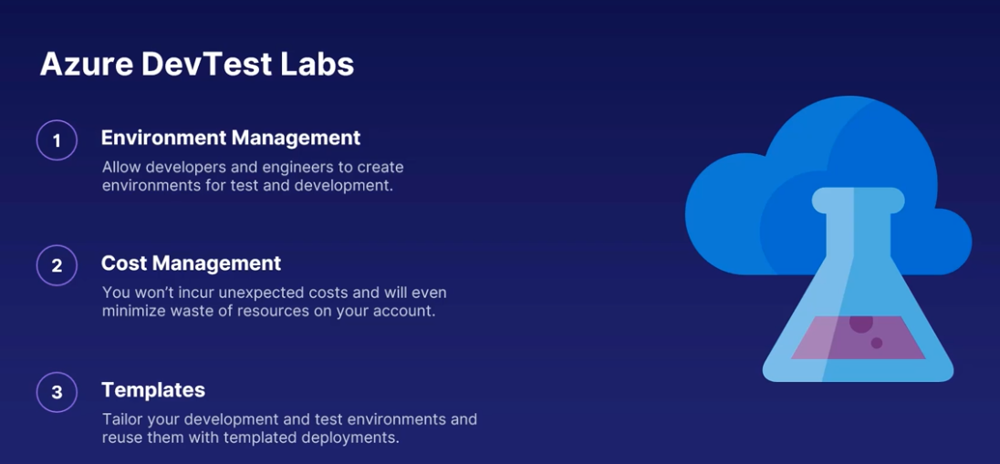 Azure DevTest Labs
1
Environment Management
Allow developers and engineers to create
environments for test and development.
2
Cost Management
You won’t incur unexpected costs and will even
minimize waste of resources on your account.
3
Templates
Tailor your development and test environments and
reuse them with templated deployments.